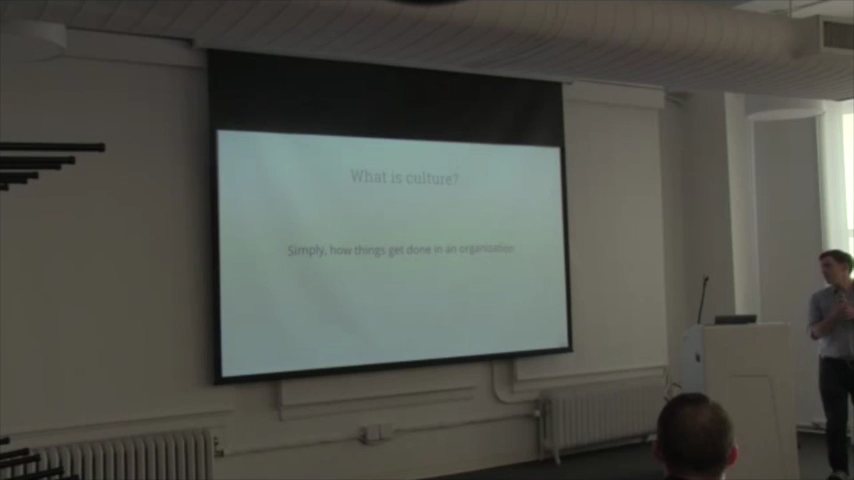 What is culture?
Simply, how things get done in an organization